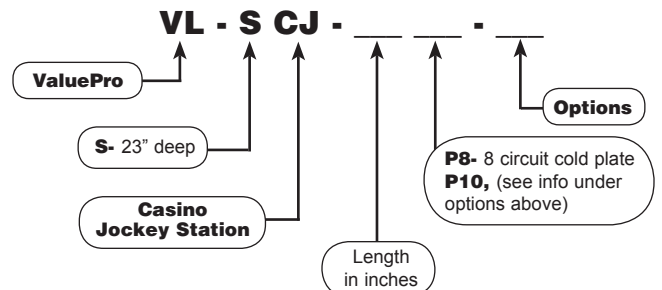 VL - S CJ - ___ ___ - ___
ValuePro
Options
S- 23” deep
P8- 8 circuit cold plate
P10, (see info under
options above)
Casino
Jockey Station
Length
in inches